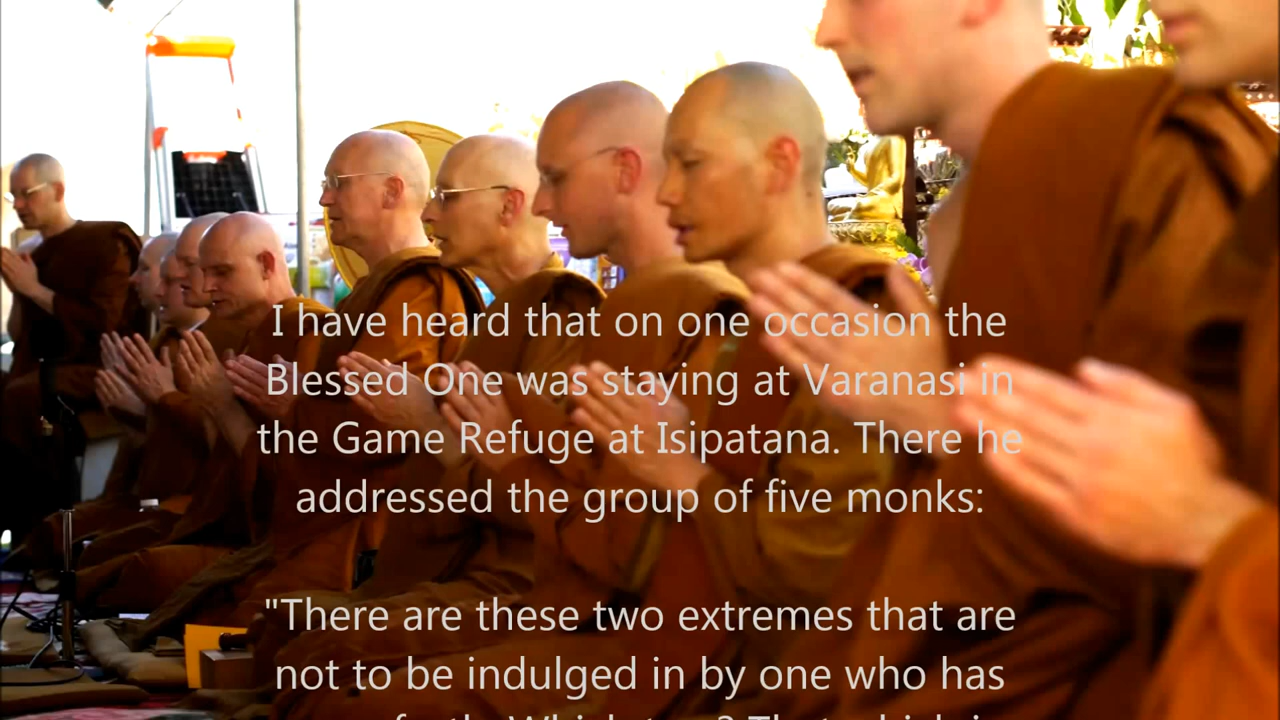 I have heard that on one occasion the
Blessed One was staying at Varanasi in
the Game Refuge at Isipatana. There he
addressed the group of five monks:
"There are these two extremes that are
not to be indulged in by one who has